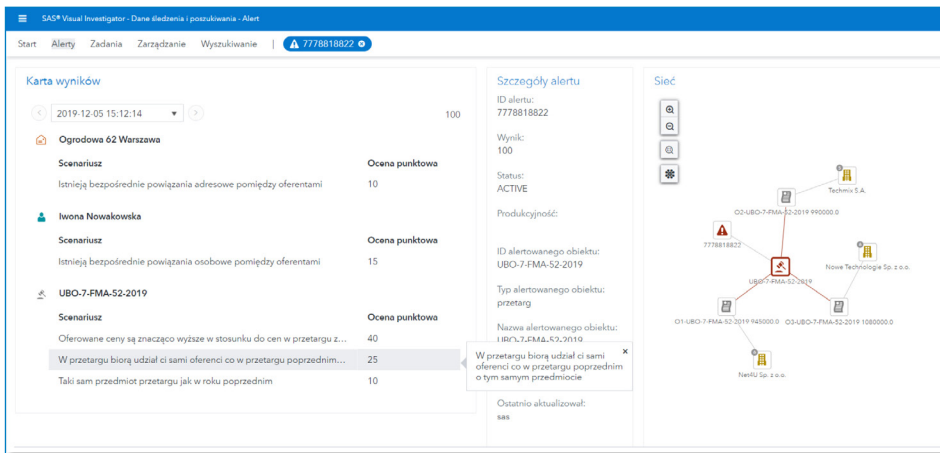 SAS® Visual Investigator - Dane śledzenia i poszukiwania - Alert
Start Alerty Zadania Zarządzanie Wyszukiwanie | 7778818822
Karta wyników
2019-12-05 15:12:14 100
Ogrodowa 62 Warszawa
Scenariusz Ocena punktowa
Istnieją bezpośrednie powiązania adresowe pomiędzy oferentami 10
Iwona Nowakowska
Scenariusz Ocena punktowa
Istnieją bezpośrednie powiązania osobowe pomiędzy oferentami 15
UBO-7-FMA-52-2019
Scenariusz Ocena punktowa
Oferowane ceny są znacząco wyższe w stosunku do cen w przetargu z... 40
W przetargu biorą udział ci sami oferenci co w przetargu poprzednim... 25
Taki sam przedmiot przetargu jak w roku poprzednim 10
W przetargu biorą udział ci sami oferenci co w przetargu poprzednim
o tym samym przedmiocie
Szczegóły alertu
ID alertu:
7778818822
Wynik:
100
Status:
ACTIVE
Produkcyjność:
ID alertowanego obiektu:
UBO-7-FMA-52-2019
Typ alertowanego obiektu:
przetarg
Nazwa alertowanego obiektu:
UBO-7-FMA-52-2019
Ostatnio aktualizował:
sas
Sieć
Technix S.A.
O2-UBO-7-FMA-52-2019 990000.0
7778818822
Nowe Technologie Sp. z o.o.
UBO-7-FMA-52-2019
O1-UBO-7-FMA-52-2019 945000.0
O3-UBO-7-FMA-52-2019 1080000.0
Net4U Sp. z o.o.